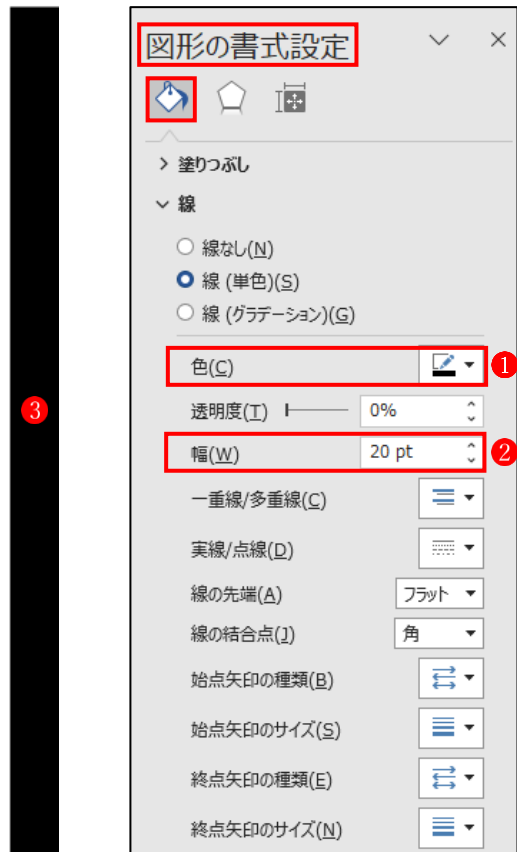 図形の書式設定
塗りつぶし
線
線なし(N)
線 (単色)(S)
線 (グラデーション)(G)
色(C)
1
透明度(T) 0%
幅(W) 20 pt
2
3
一重線/多重線(C)
実線/点線(D)
線の先端(A) フラット
線の結合点(J) 角
始点矢印の種類(B)
始点矢印のサイズ(S)
終点矢印の種類(E)
終点矢印のサイズ(N)